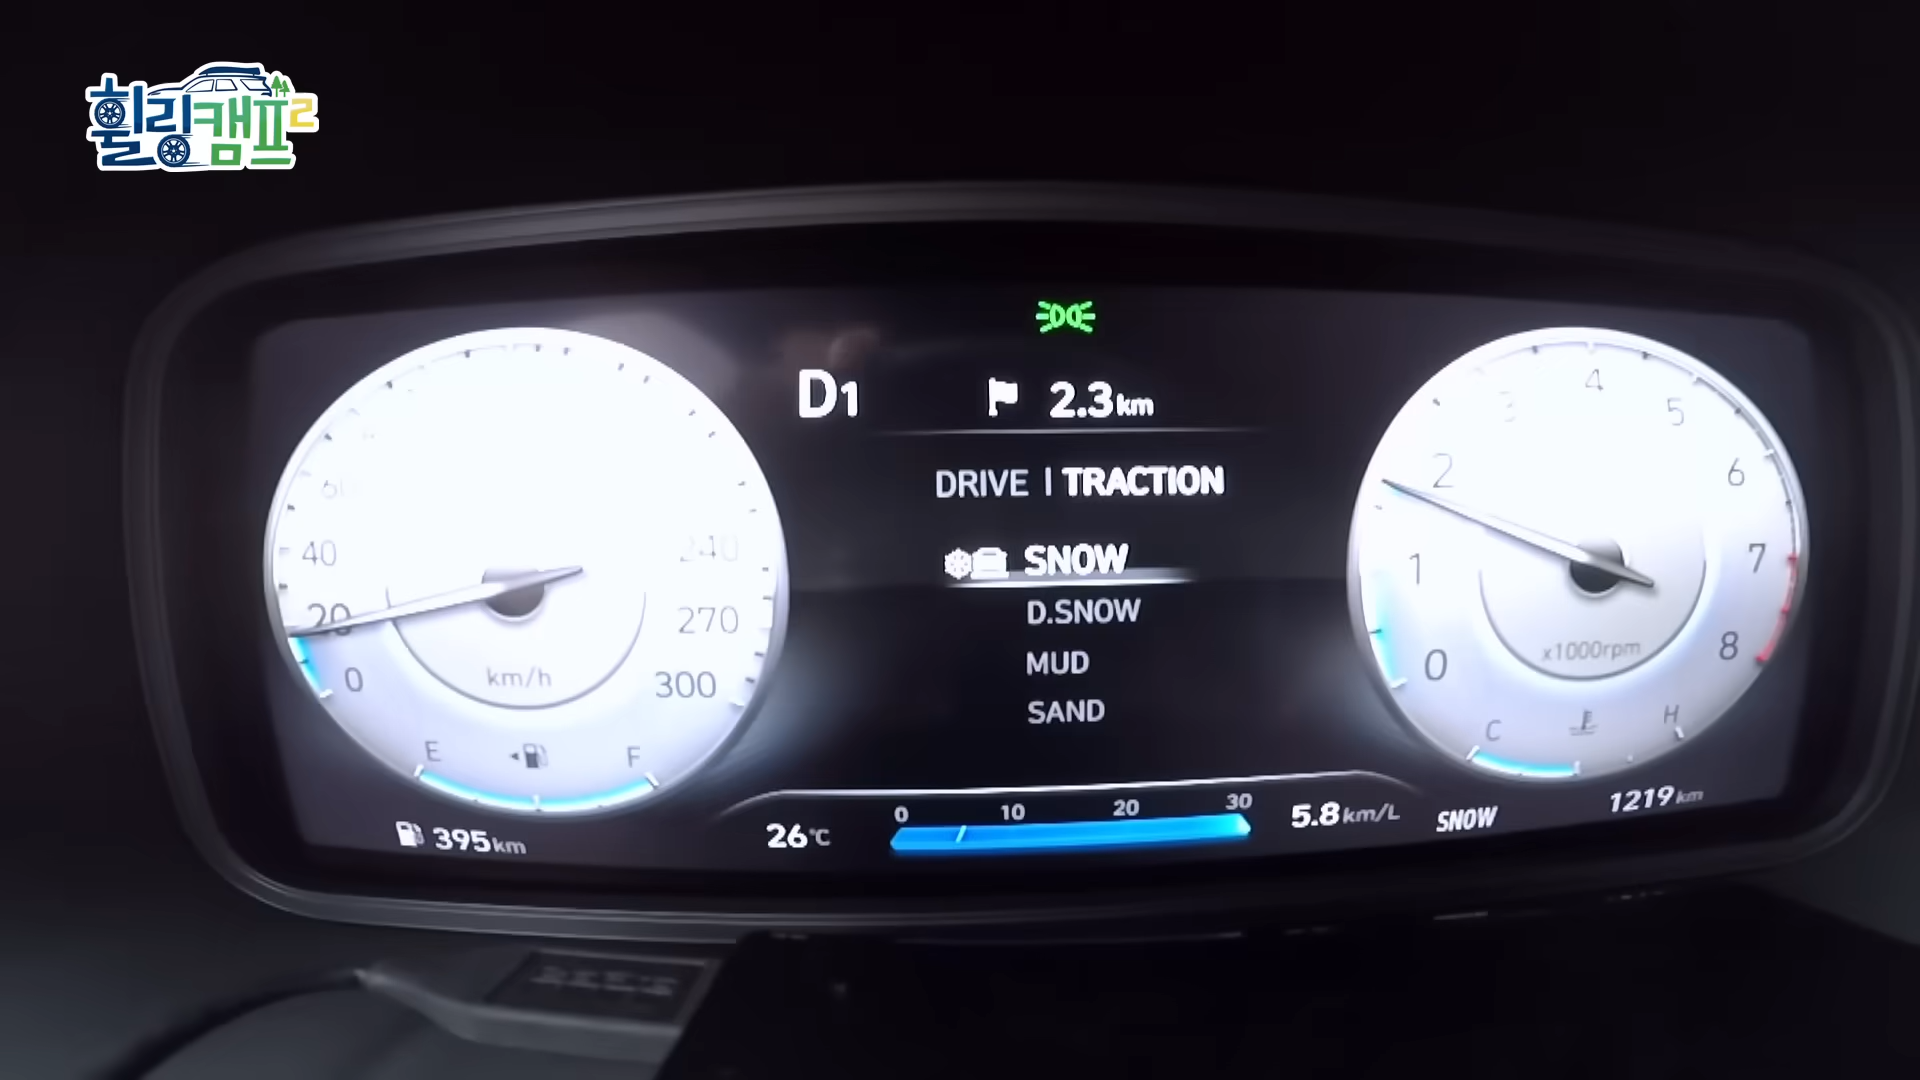 휠링캠프2
D1
2.3km
DRIVE | TRACTION
SNOW
D.SNOW
MUD
SAND
60
40
20
0
240
270
300
km/h
E
F
395km
0
1
2
3
4
5
6
7
8
x1000rpm
C
H
26°C
0 10 20 30
5.8km/L
SNOW
1219km